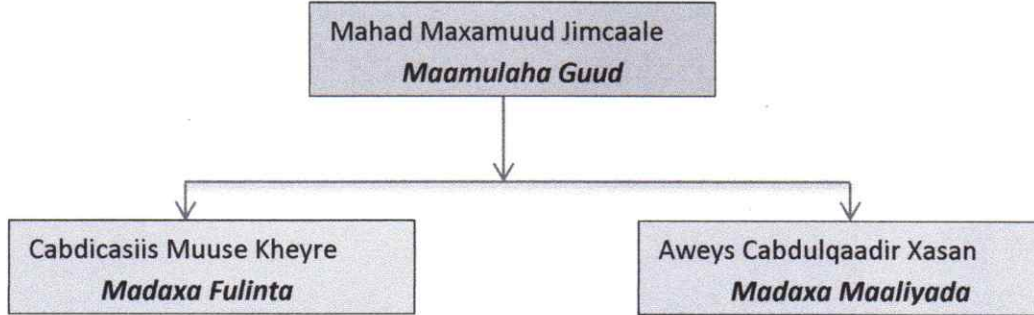 Mahad Maxamuud Jimcaale
Maamulaha Guud
Cabdicasiis Muuse Kheyre
Madaxa Fulinta
Aweys Cabdulqaadir Xasan
Madaxa Maaliyada